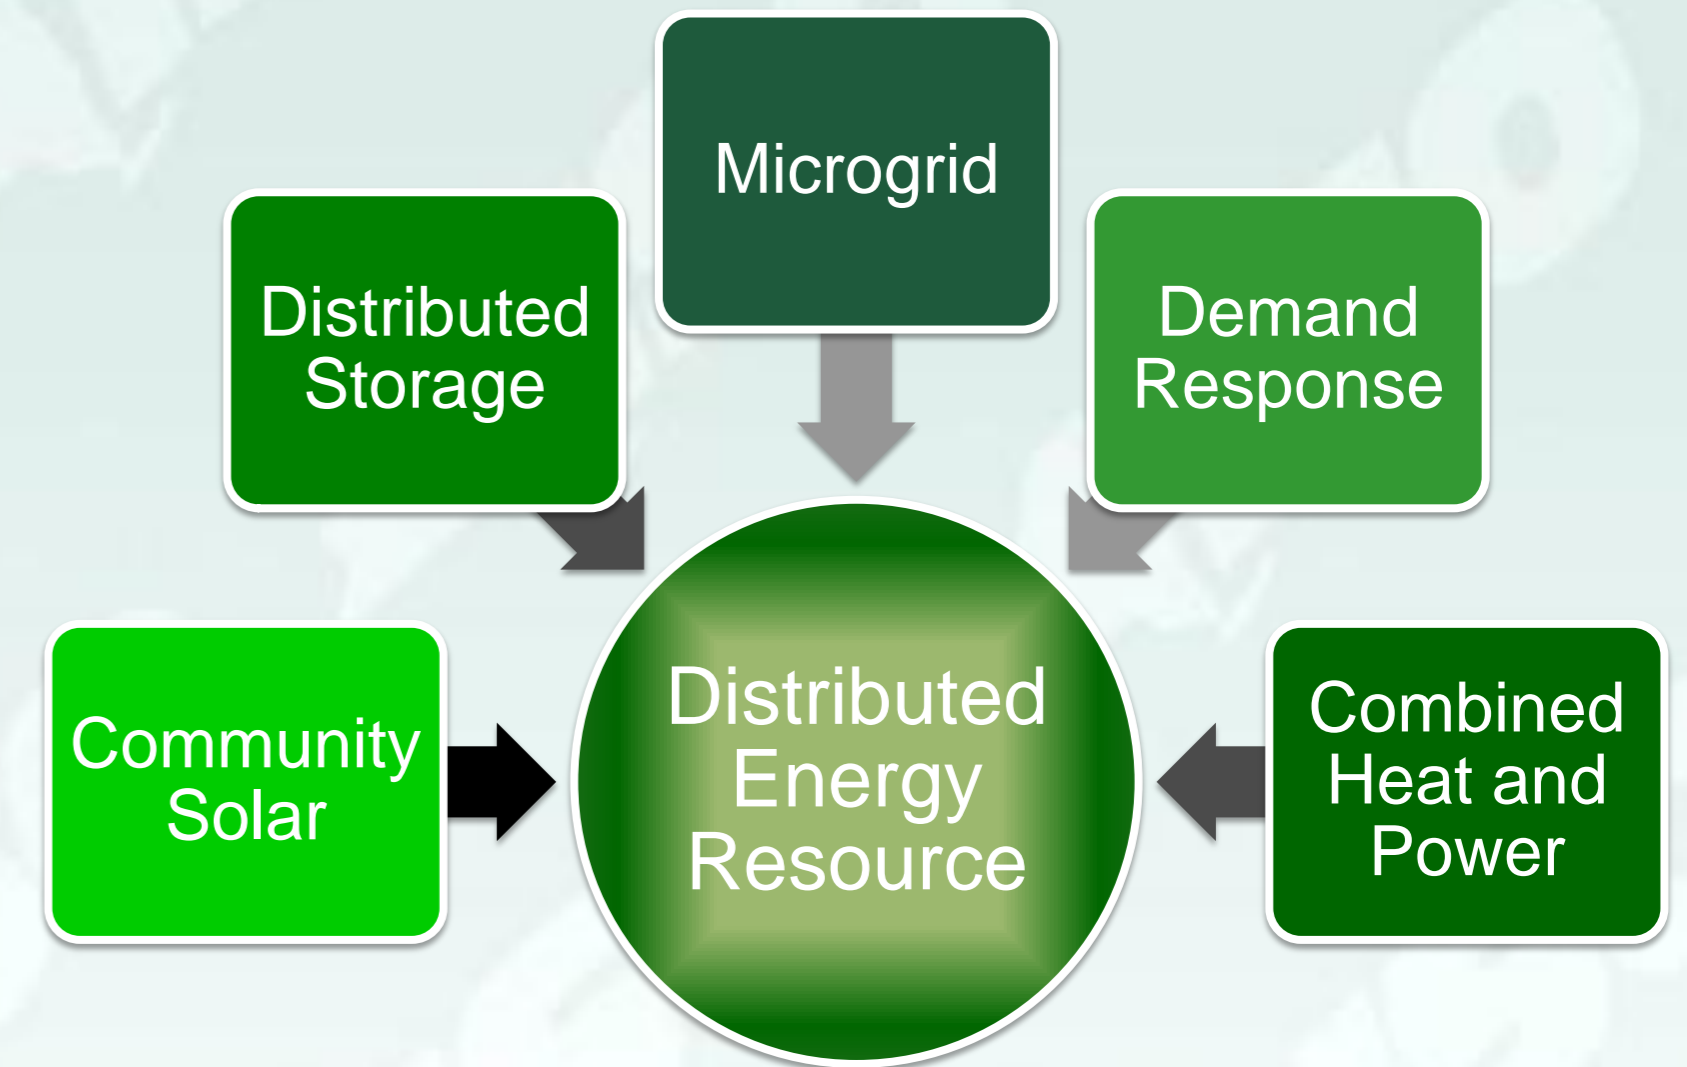 Microgrid
Distributed
Storage
Demand
Response
Community
Solar
Distributed
Energy
Resource
Combined
Heat and
Power